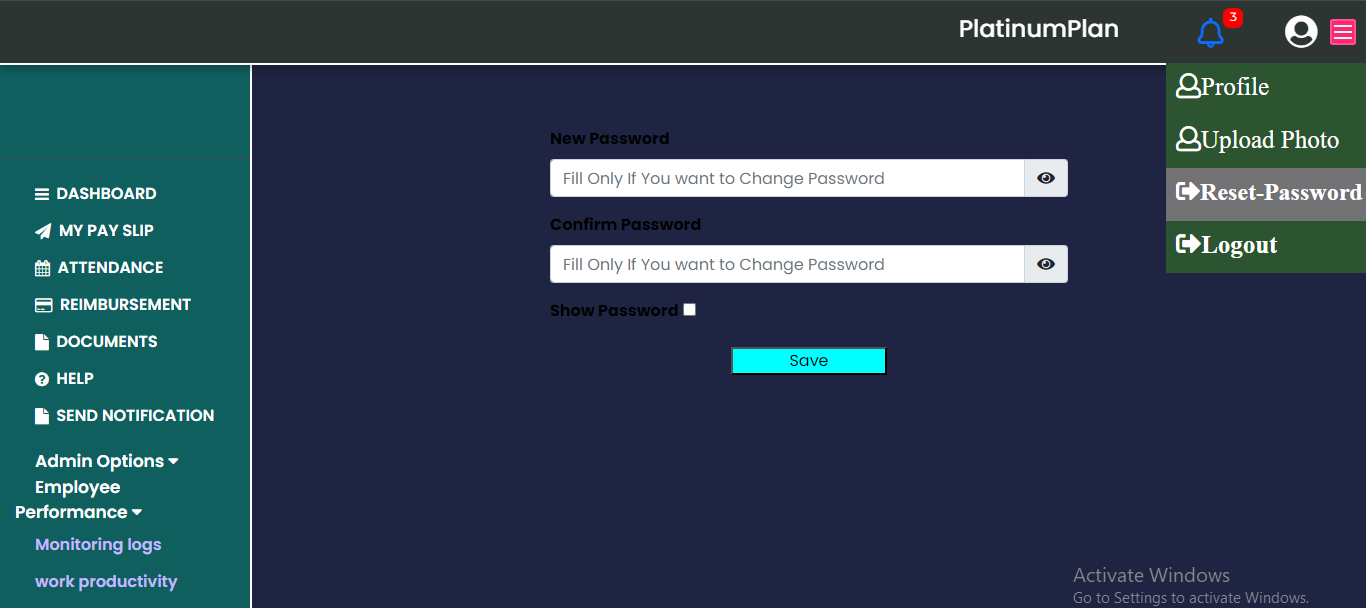 PlatinumPlan
3
Profile
Upload Photo
Reset-Password
Logout
DASHBOARD
MY PAY SLIP
ATTENDANCE
REIMBURSEMENT
DOCUMENTS
HELP
SEND NOTIFICATION
Admin Options
Employee
Performance
Monitoring logs
work productivity
New Password
Fill Only If You want to Change Password
Confirm Password
Fill Only If You want to Change Password
Show Password
Save
Activate Windows
Go to Settings to activate Windows.